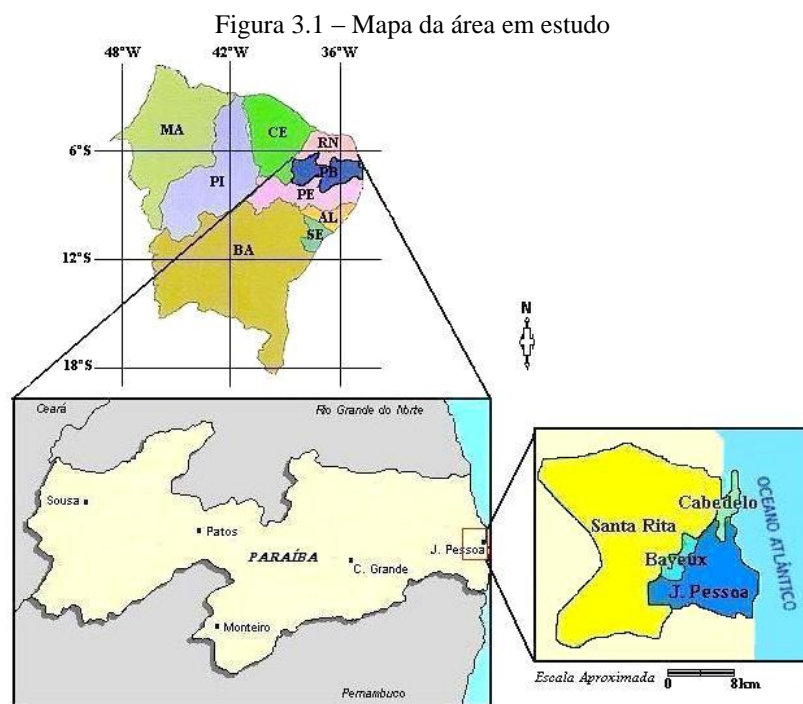 Figura 3.1 – Mapa da área em estudo
48°W 42°W 36°W
MA
CE
RN
6°S
PB
PI
PE
AL
SE
BA
12°S
N
18°S
Ceará
Rio Grande do Norte
Sousa
Patos
PARAÍBA
J. Pessoa
C. Grande
Monteiro
Pernambuco
Cabedelo
Santa Rita
OCEANO ATLÂNTICO
Bayeux
J. Pessoa
Escala Aproximada
0 8km